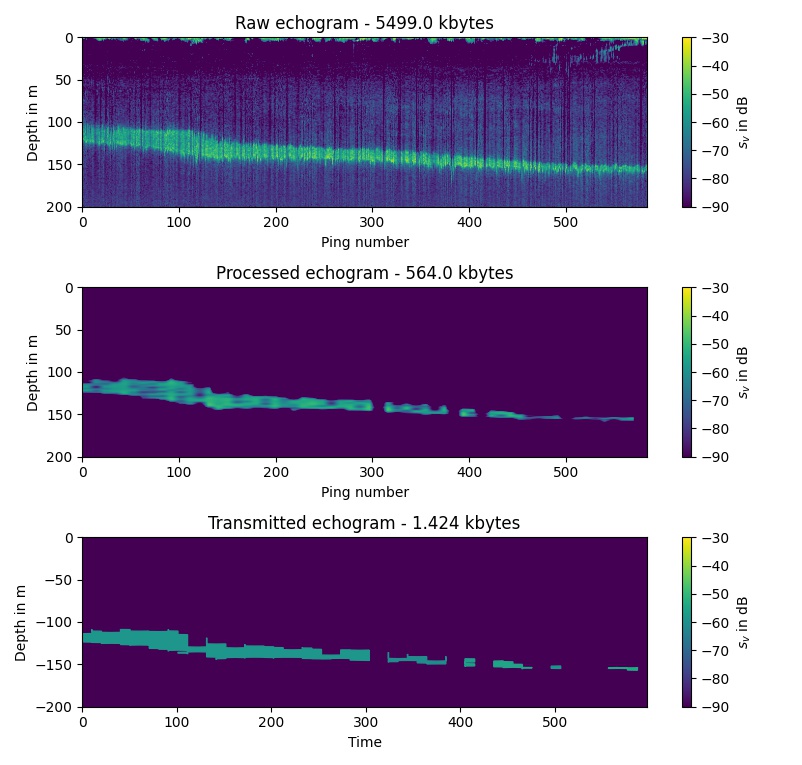 Raw echogram - 5499.0 kbytes
0
50
100
150
200
Depth in m
0 100 200 300 400 500
Ping number
−30
−40
−50
−60
−70
−80
−90
sv in dB
Processed echogram - 564.0 kbytes
0
50
100
150
200
Depth in m
0 100 200 300 400 500
Ping number
−30
−40
−50
−60
−70
−80
−90
sv in dB
Transmitted echogram - 1.424 kbytes
0
−50
−100
−150
−200
Depth in m
0 100 200 300 400 500
Time
−30
−40
−50
−60
−70
−80
−90
sv in dB